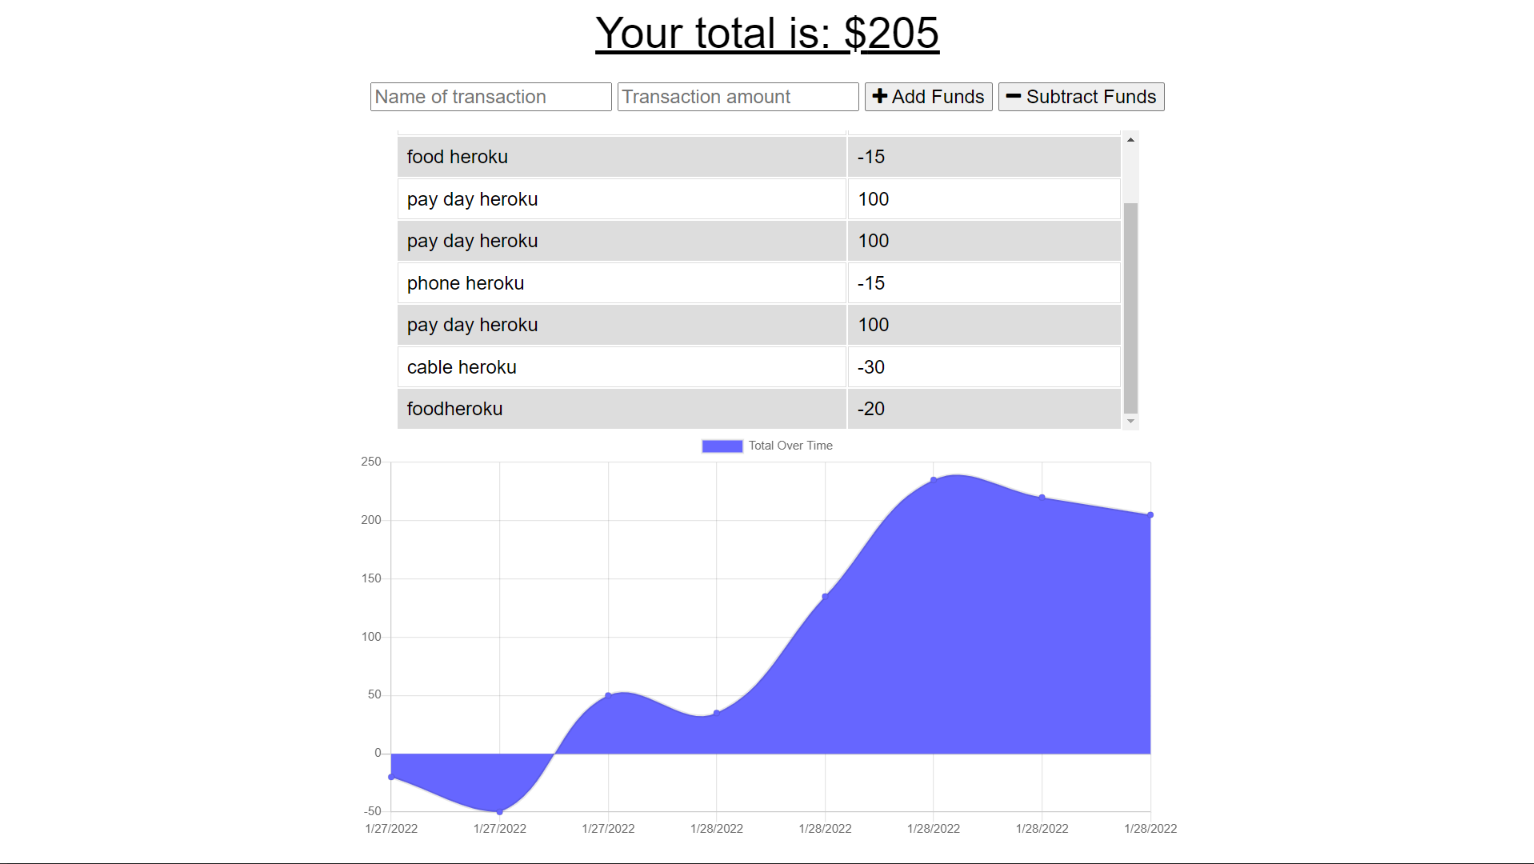 Your total is: $205
Name of transaction Transaction amount Add Funds Subtract Funds
food heroku -15
pay day heroku 100
pay day heroku 100
phone heroku -15
pay day heroku 100
cable heroku -30
foodheroku -20
Total Over Time
250
200
150
100
50
0
-50
1/27/2022 1/27/2022 1/27/2022 1/28/2022 1/28/2022 1/28/2022 1/28/2022 1/28/2022